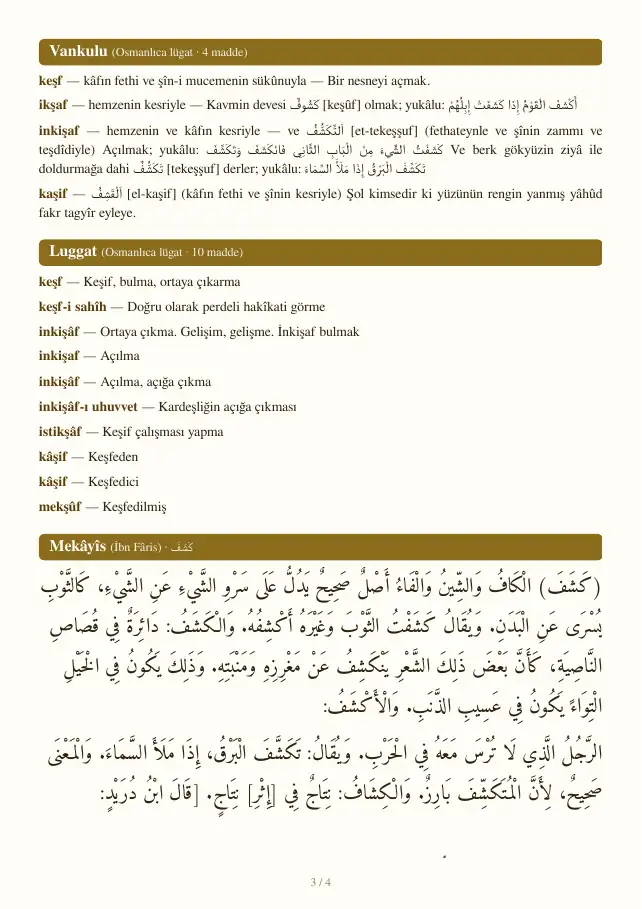 Vankulu (Osmanlıca lügat · 4 madde)
keşf — kâfın fethi ve şîn-i mucemenin sükûnuyla — Bir nesneyi açmak.
ikşaf — hemzenin kesriyle — Kavmin devesi كَشُوفٌ [keşûf] olmak; yukâlu: أَكْشَفَ الْقَوْمُ إِذَا كَشَفَتْ إِبِلُهُمْ
inkişaf — hemzenin ve kâfın kesriyle — ve اَلتَّكَشُّفُ [et-tekeşşuf] (fethateynle ve şînin zammı ve
teşdîdiyle) Açılmak; yukâlu: كَشَفْتُ الشَّيْءَ مِنَ الْبَابِ الثَّانِي فَانْكَشَفَ وَتَكَشَّفَ Ve berk gökyüzin ziyâ ile
doldurmağa dahi تَكَشُّفٌ [tekeşşuf] derler; yukâlu: تَكَشَّفَ الْبَرْقُ إِذَا مَلَأَ السَّمَاءَ
kaşif — اَلْقَشِفُ [el-kaşif] (kâfın fethi ve şînin kesriyle) Şol kimsedir ki yüzünün rengin yanmış yâhûd
fakr tagyîr eyleye.
Luggat (Osmanlıca lügat · 10 madde)
keşf — Keşif, bulma, ortaya çıkarma
keşf-i sahîh — Doğru olarak perdeli hakîkati görme
inkişâf — Ortaya çıkma. Gelişim, gelişme. İnkişaf bulmak
inkişaf — Açılma
inkişâf — Açılma, açığa çıkma
inkişâf-ı uhuvvet — Kardeşliğin açığa çıkması
istikşâf — Keşif çalışması yapma
kâşif — Keşfeden
kâşif — Keşfedici
mekşûf — Keşfedilmiş
Mekâyîs (İbn Fâris) · كَشَفَ
(كَشَفَ) الْكَافُ وَالشِّينُ وَالْفَاءُ أَصْلٌ صَحِيحٌ يَدُلُّ عَلَى سَرْوِ الشَّيْءِ عَنِ الشَّيْءِ، كَالثَّوْبِ
يُسْرَى عَنِ الْبَدَنِ. وَيُقَالُ كَشَفْتُ الثَّوْبَ وَغَيْرَهُ أَكْشِفُهُ. وَالْكَشَفُ: دَائِرَةٌ فِي قُصَاصِ
النَّاصِيَةِ، كَأَنَّ بَعْضَ ذَلِكَ الشَّعْرِ يَنْكَشِفُ عَنْ مَغْرِزِهِ وَمَنْبَتِهِ. وَذَلِكَ يَكُونُ فِي الْخَيْلِ
الْتِوَاءً يَكُونُ فِي عَسِيبِ الذَّنَبِ. وَالْأَكْشَفُ:
الرَّجُلُ الَّذِي لَا تُرْسَ مَعَهُ فِي الْحَرْبِ. وَيُقَالُ: تَكَشَّفَ الْبَرْقُ، إِذَا مَلَأَ السَّمَاءَ. وَالْمَعْنَى
صَحِيحٌ، لِأَنَّ الْمُتَكَشِّفَ بَارِزٌ. وَالْكِشَافُ: نِتَاجٌ فِي [إِثْرِ] نِتَاجٍ. [قَالَ ابْنُ دُرَيْدٍ:
3 / 4